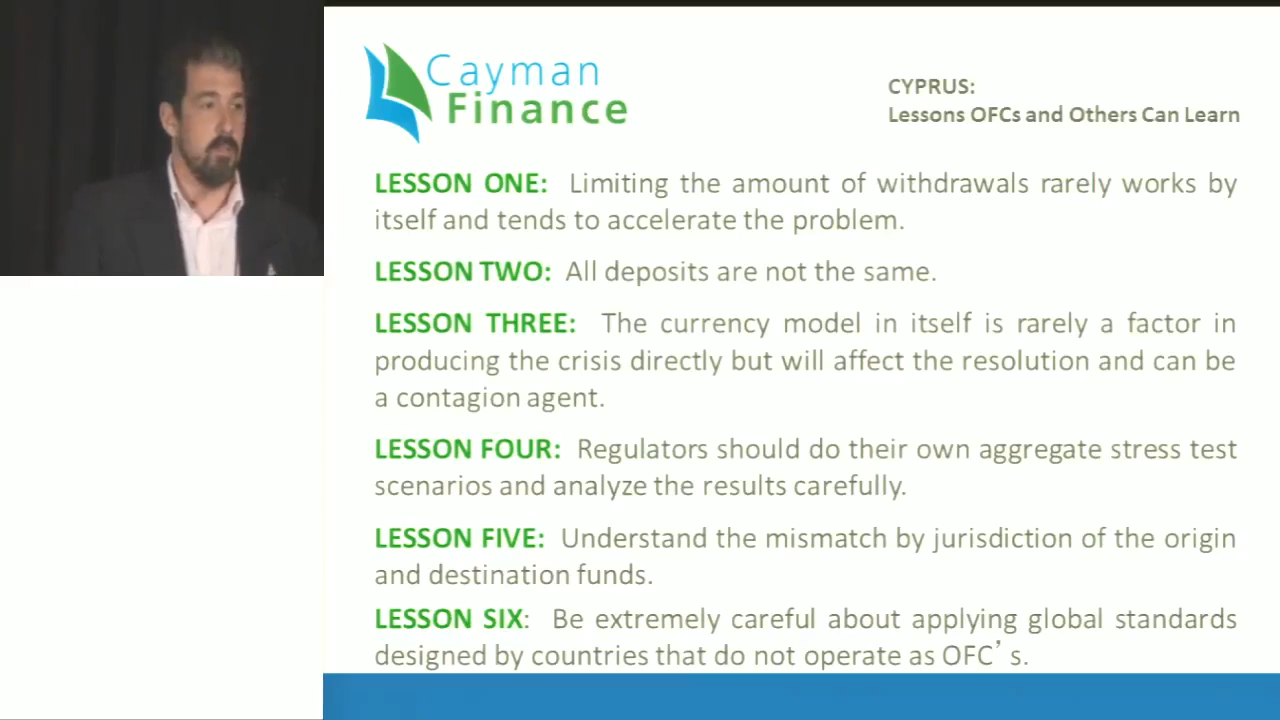 Cayman
Finance
CYPRUS:
Lessons OFCs and Others Can Learn
LESSON ONE: Limiting the amount of withdrawals rarely works by
itself and tends to accelerate the problem.
LESSON TWO: All deposits are not the same.
LESSON THREE: The currency model in itself is rarely a factor in
producing the crisis directly but will affect the resolution and can be
a contagion agent.
LESSON FOUR: Regulators should do their own aggregate stress test
scenarios and analyze the results carefully.
LESSON FIVE: Understand the mismatch by jurisdiction of the origin
and destination funds.
LESSON SIX: Be extremely careful about applying global standards
designed by countries that do not operate as OFC’ s.